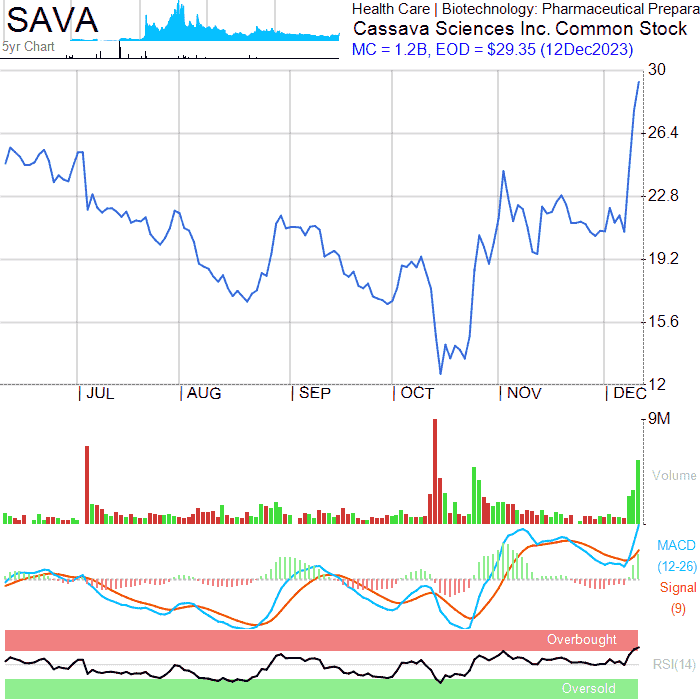 SAVA
5yr Chart
Health Care | Biotechnology: Pharmaceutical Prepara
Cassava Sciences Inc. Common Stock
MC = 1.2B, EOD = $29.35 (12Dec2023)
30
26.4
22.8
19.2
15.6
12
| JUL | AUG | SEP | OCT | NOV | DEC
9M
Volume
MACD
(12-26)
Signal
(9)
Overbought
RSI(14)
Oversold